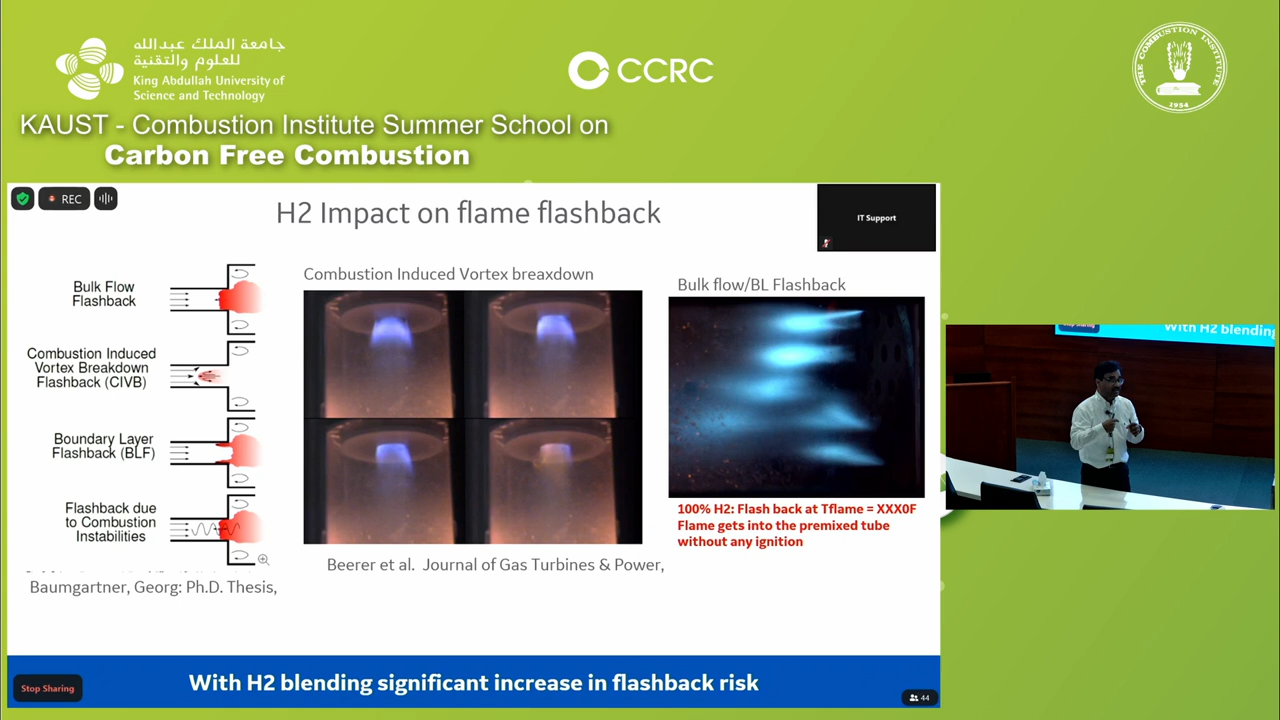 جامعة الملك عبدالله
للعلوم والتقنية
King Abdullah University of
Science and Technology
CCRC
THE COMBUSTION INSTITUTE
1954
KAUST - Combustion Institute Summer School on
Carbon Free Combustion
REC
H2 Impact on flame flashback
IT Support
Bulk Flow
Flashback
Combustion Induced
Vortex Breakdown
Flashback (CIVB)
Boundary Layer
Flashback (BLF)
Flashback due
to Combustion
Instabilities
Baumgartner, Georg: Ph.D. Thesis,
Combustion Induced Vortex breaxdown
Beerer et al. Journal of Gas Turbines & Power,
Bulk flow/BL Flashback
100% H2: Flash back at Tflame = XXX0F
Flame gets into the premixed tube
without any ignition
Stop Sharing
With H2 blending significant increase in flashback risk
44
Stop Sharing
With H2 blending